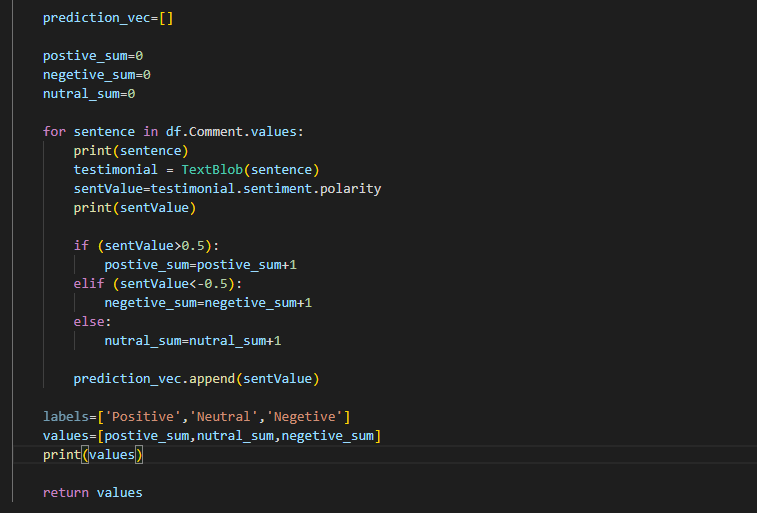 prediction_vec=[]
postive_sum=0
negetive_sum=0
nutral_sum=0
for sentence in df.Comment.values:
print(sentence)
testimonial = TextBlob(sentence)
sentValue=testimonial.sentiment.polarity
print(sentValue)
if (sentValue>0.5):
postive_sum=postive_sum+1
elif (sentValue<-0.5):
negetive_sum=negetive_sum+1
else:
nutral_sum=nutral_sum+1
prediction_vec.append(sentValue)
labels=['Positive','Neutral','Negetive']
values=[postive_sum,nutral_sum,negetive_sum]
print(values)
return values